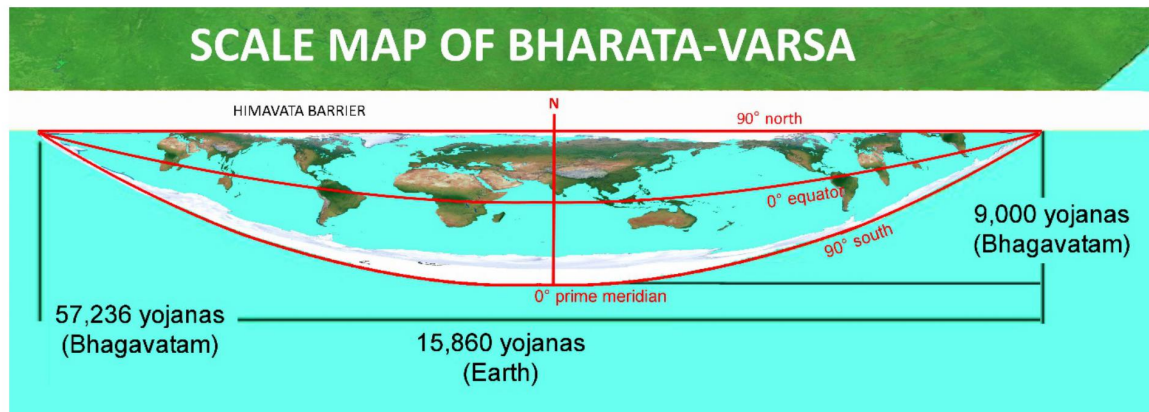 SCALE MAP OF BHARATA-VARSA
HIMAVATA BARRIER
N
90° north
0° equator
90° south
9,000 yojanas
(Bhagavatam)
0° prime meridian
57,236 yojanas
(Bhagavatam)
15,860 yojanas
(Earth)